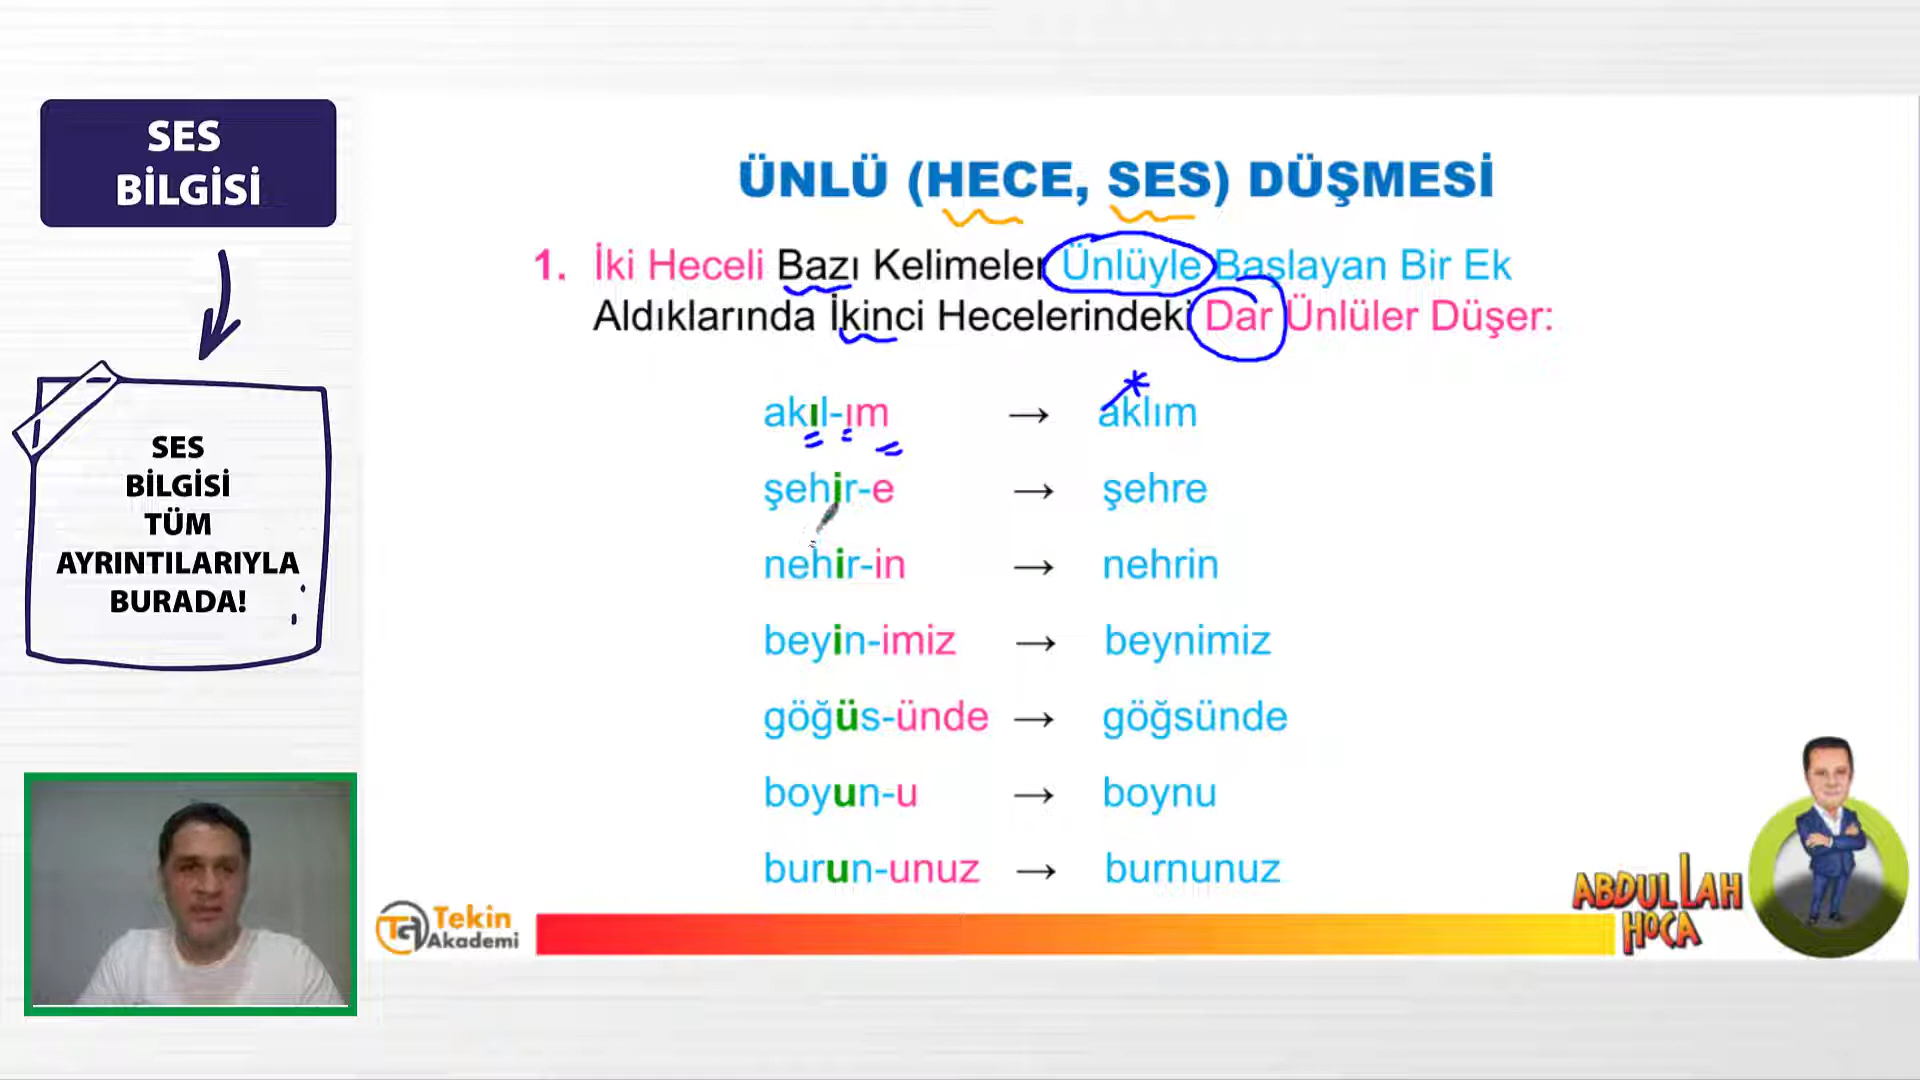 SES
BİLGİSİ
SES
BİLGİSİ
TÜM
AYRINTILARIYLA
BURADA!
ÜNLÜ (HECE, SES) DÜŞMESİ
1. İki Heceli Bazı Kelimeler Ünlüyle Başlayan Bir Ek
Aldıklarında İkinci Hecelerindeki Dar Ünlüler Düşer:
akıl-ım → aklım
şehir-e → şehre
nehir-in → nehrin
beyin-imiz → beynimiz
göğüs-ünde → göğsünde
boyun-u → boynu
burun-unuz → burnunuz
Tekin
Akademi
ABDULLAH
HOCA